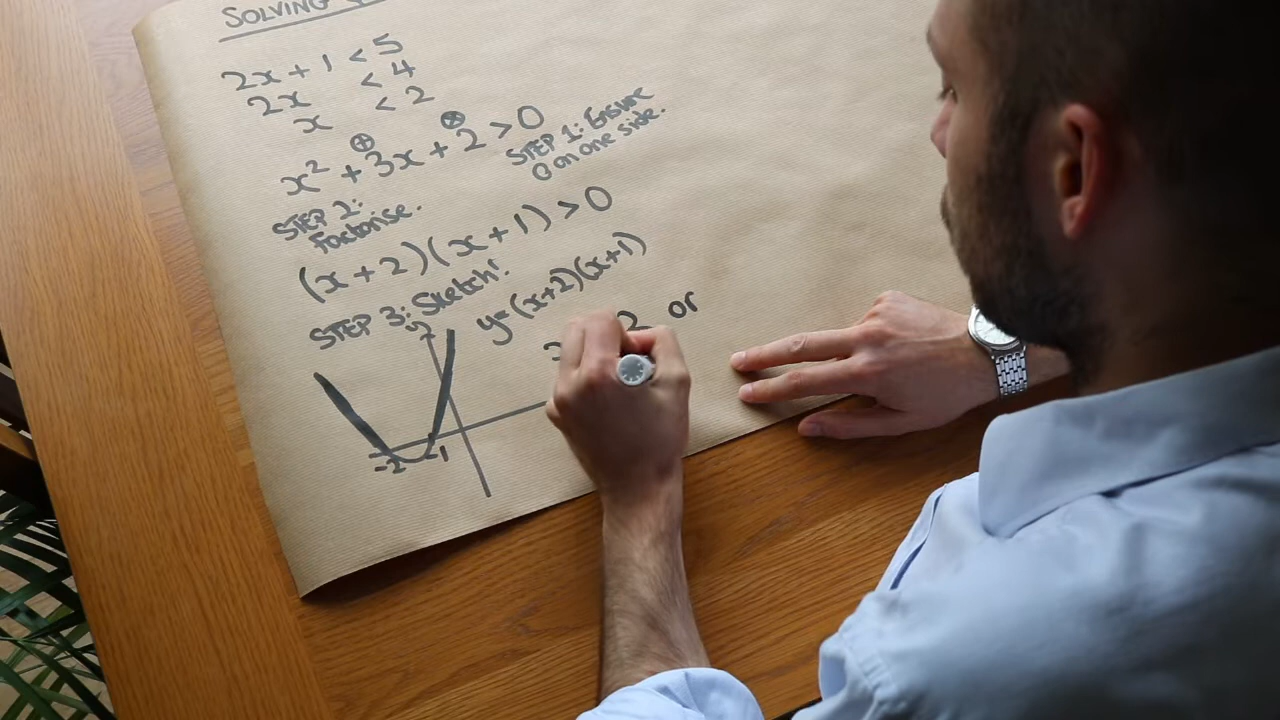 SOLVING
2x + 1 < 5
2x < 4
x < 2
x² + 3x + 2 > 0
⊕ ⊗
STEP 1: Ensure
0 on one side.
STEP 2:
Factorise.
(x + 2)(x + 1) > 0
STEP 3: Sketch!
y = (x+2)(x+1)
2 or
-2 -1